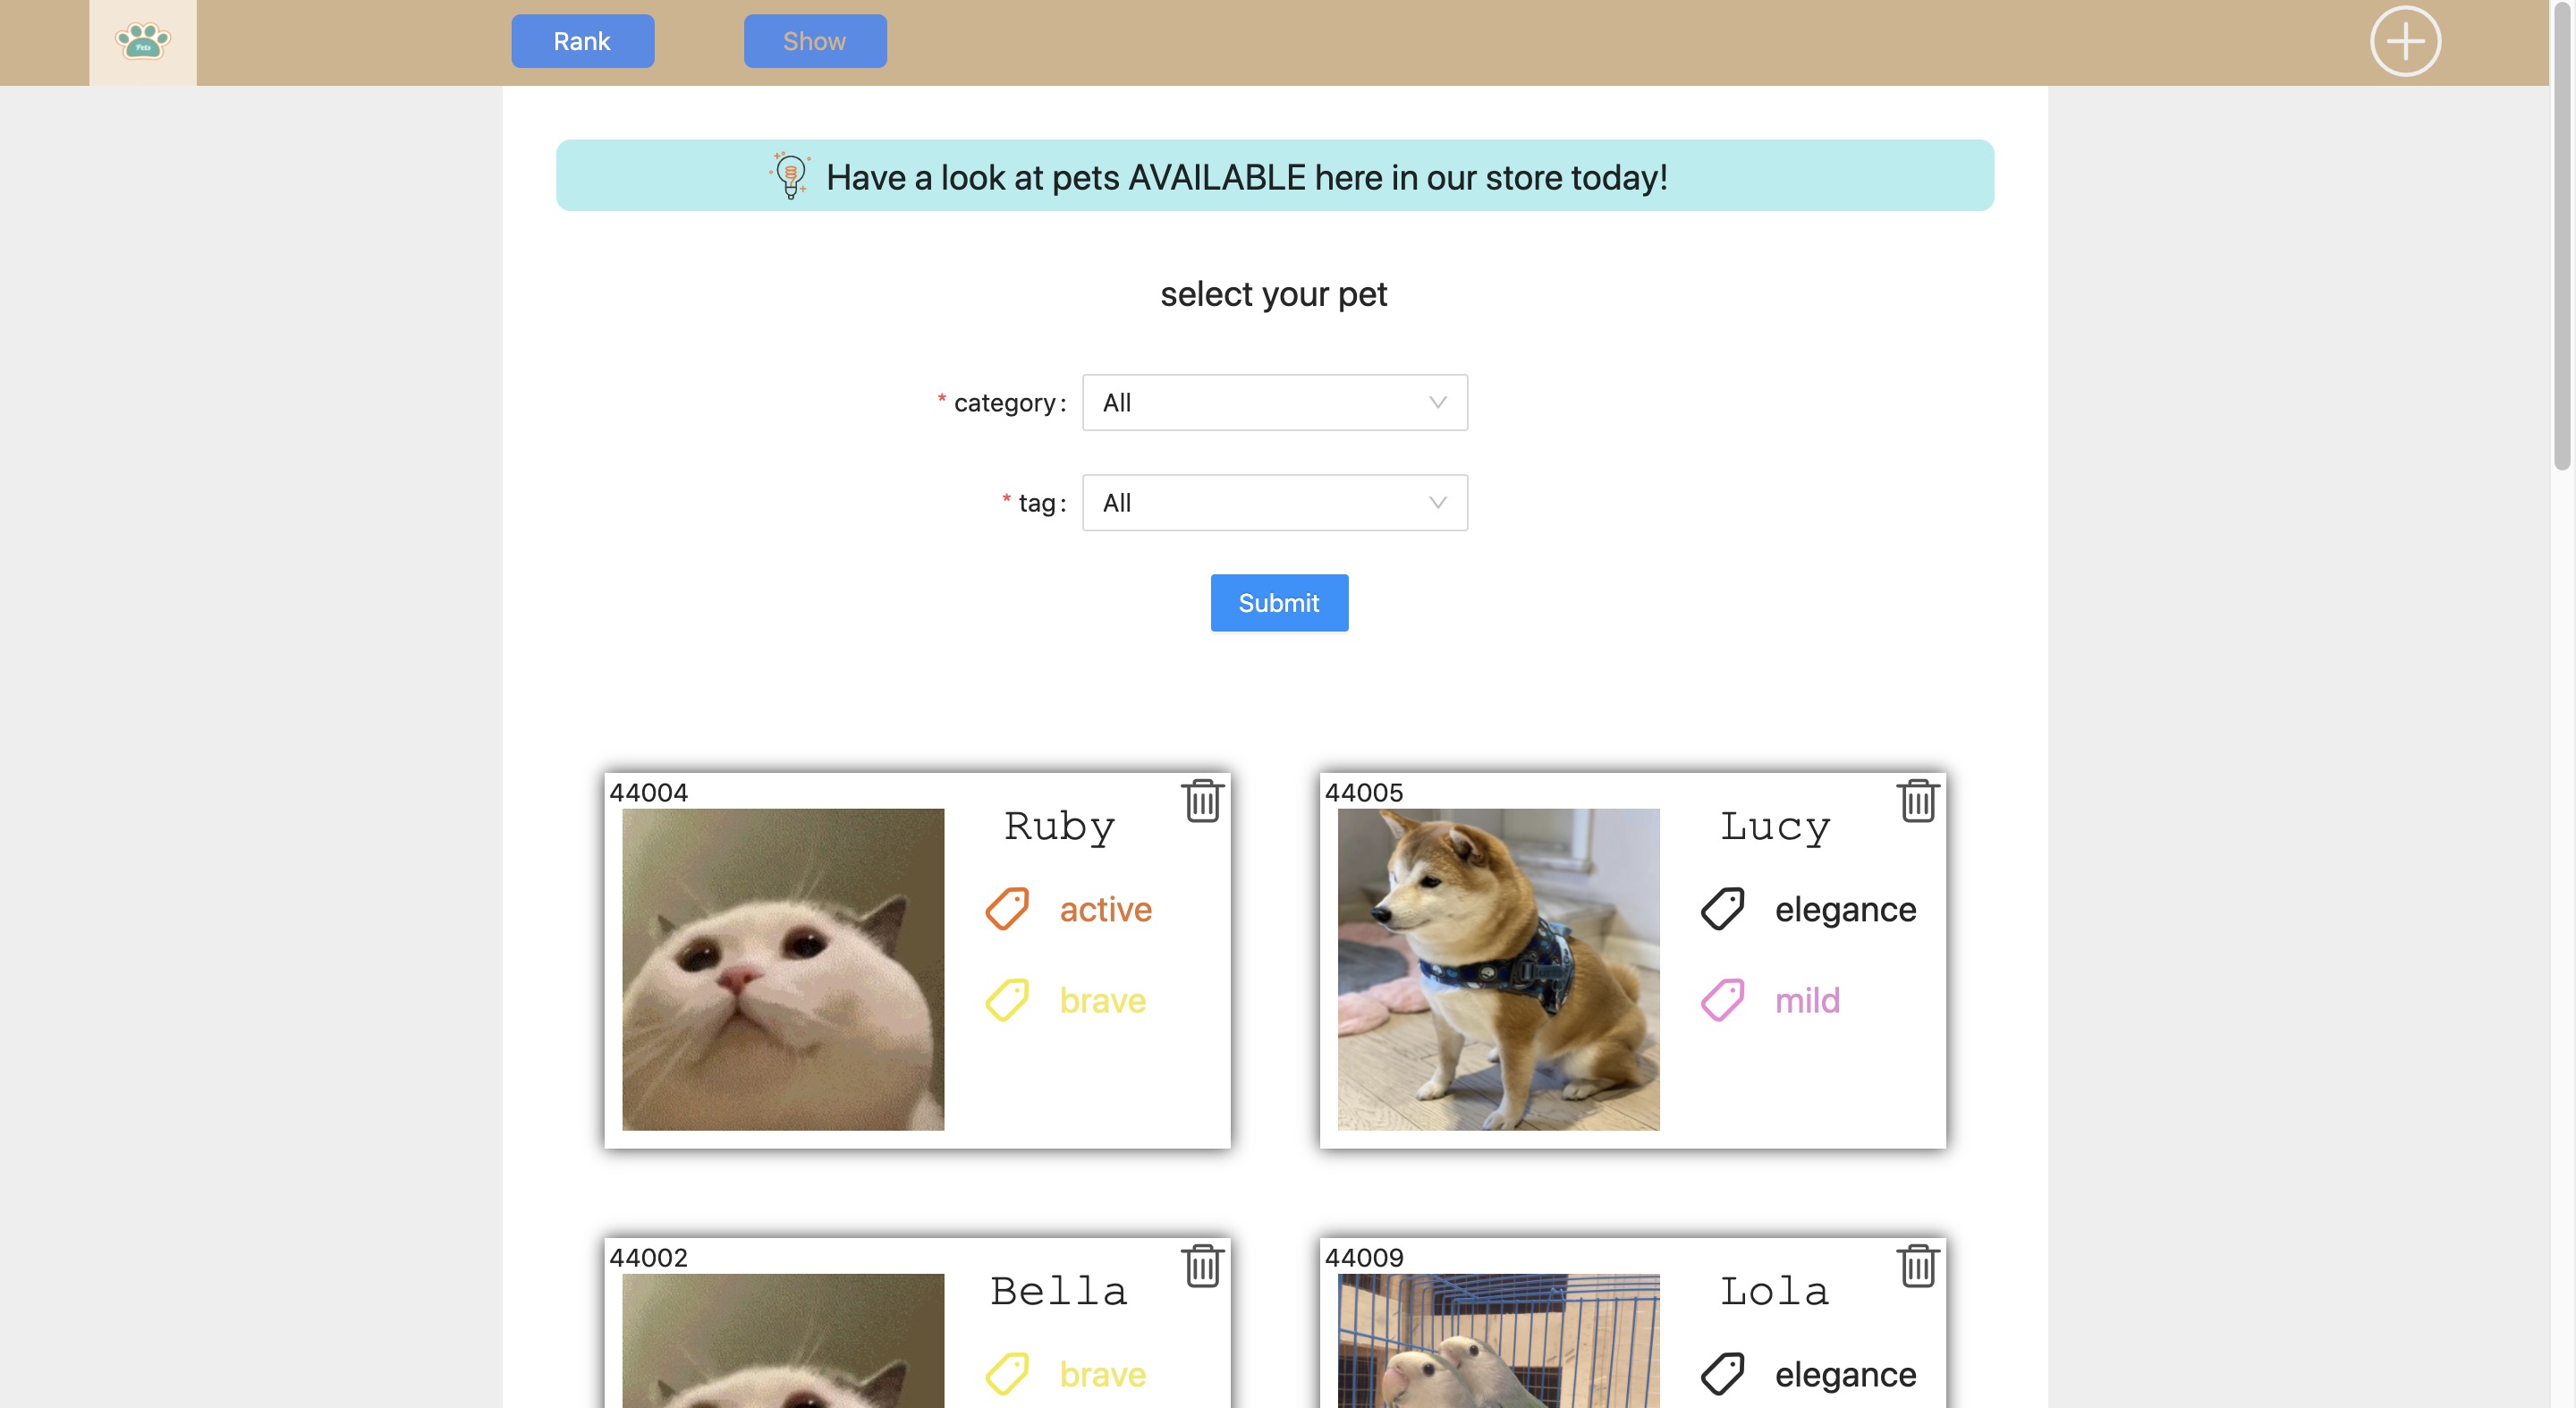 Pets
Rank
Show
Have a look at pets AVAILABLE here in our store today!
select your pet
* category: All
* tag: All
Submit
44004
Ruby
active
brave
44005
Lucy
elegance
mild
44002
Bella
brave
44009
Lola
elegance